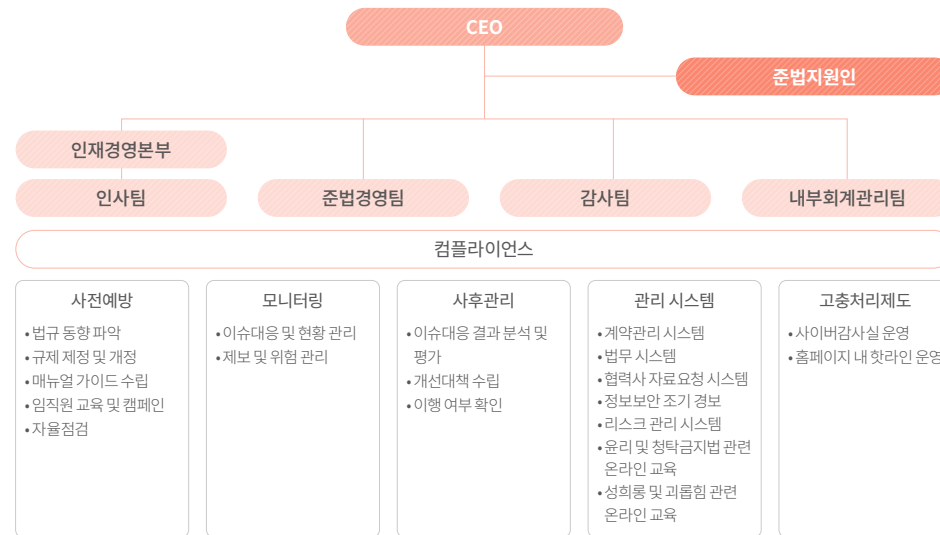 CEO
준법지원인
인재경영본부
인사팀
준법경영팀
감사팀
내부회계관리팀
컴플라이언스
사전예방
• 법규 동향 파악
• 규제 제정 및 개정
• 매뉴얼 가이드 수립
• 임직원 교육 및 캠페인
• 자율점검
모니터링
• 이슈대응 및 현황 관리
• 제보 및 위험 관리
사후관리
• 이슈대응 결과 분석 및
평가
• 개선대책 수립
• 이행 여부 확인
관리 시스템
• 계약관리 시스템
• 법무 시스템
• 협력사 자료요청 시스템
• 정보보안 조기 경보
• 리스크 관리 시스템
• 윤리 및 청탁금지법 관련
온라인 교육
• 성희롱 및 괴롭힘 관련
온라인 교육
고충처리제도
• 사이버감사실 운영
• 홈페이지 내 핫라인 운영